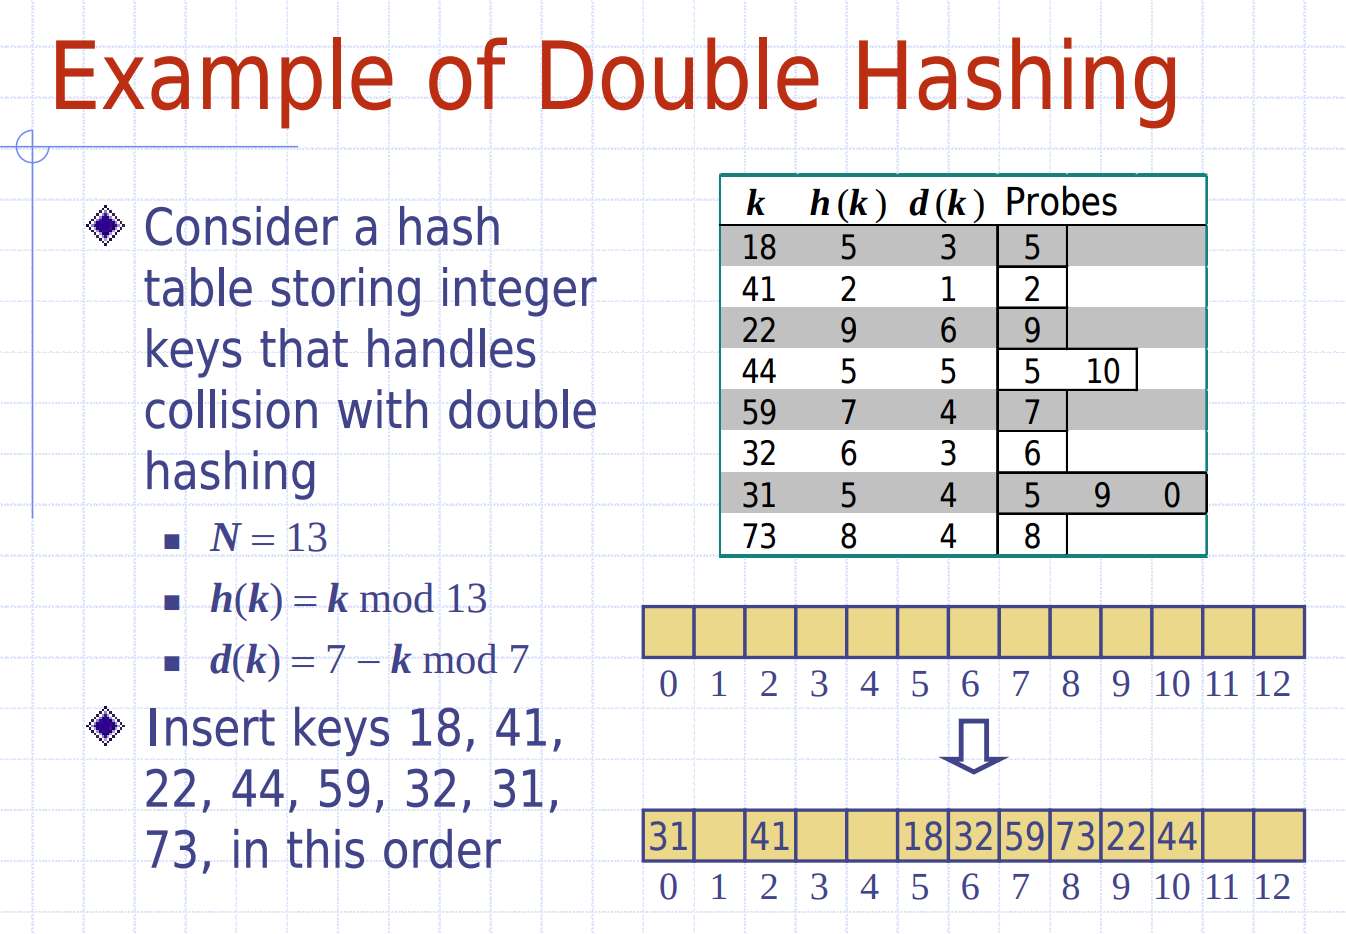 Example of Double Hashing
Consider a hash
table storing integer
keys that handles
collision with double
hashing
N = 13
h(k) = k mod 13
d(k) = 7 − k mod 7
Insert keys 18, 41,
22, 44, 59, 32, 31,
73, in this order
k h(k) d(k) Probes
18 5 3 5
41 2 1 2
22 9 6 9
44 5 5 5 10
59 7 4 7
32 6 3 6
31 5 4 5 9 0
73 8 4 8
0 1 2 3 4 5 6 7 8 9 10 11 12
31 41 18 32 59 73 22 44
0 1 2 3 4 5 6 7 8 9 10 11 12